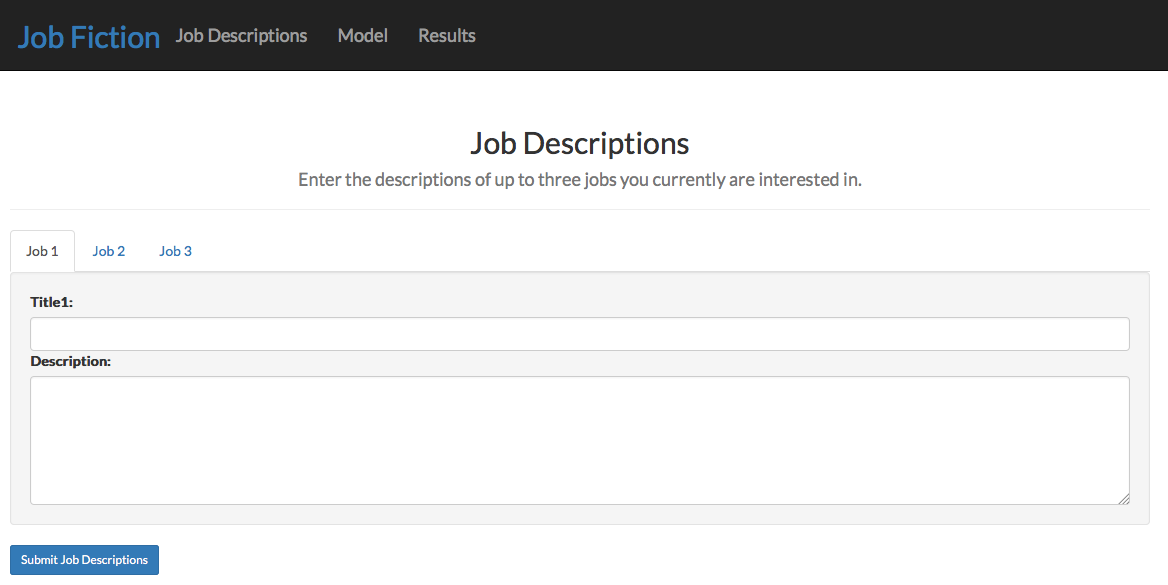 Job Fiction Job Descriptions Model Results
Job Descriptions
Enter the descriptions of up to three jobs you currently are interested in.
Job 1 Job 2 Job 3
Title1:
Description:
Submit Job Descriptions